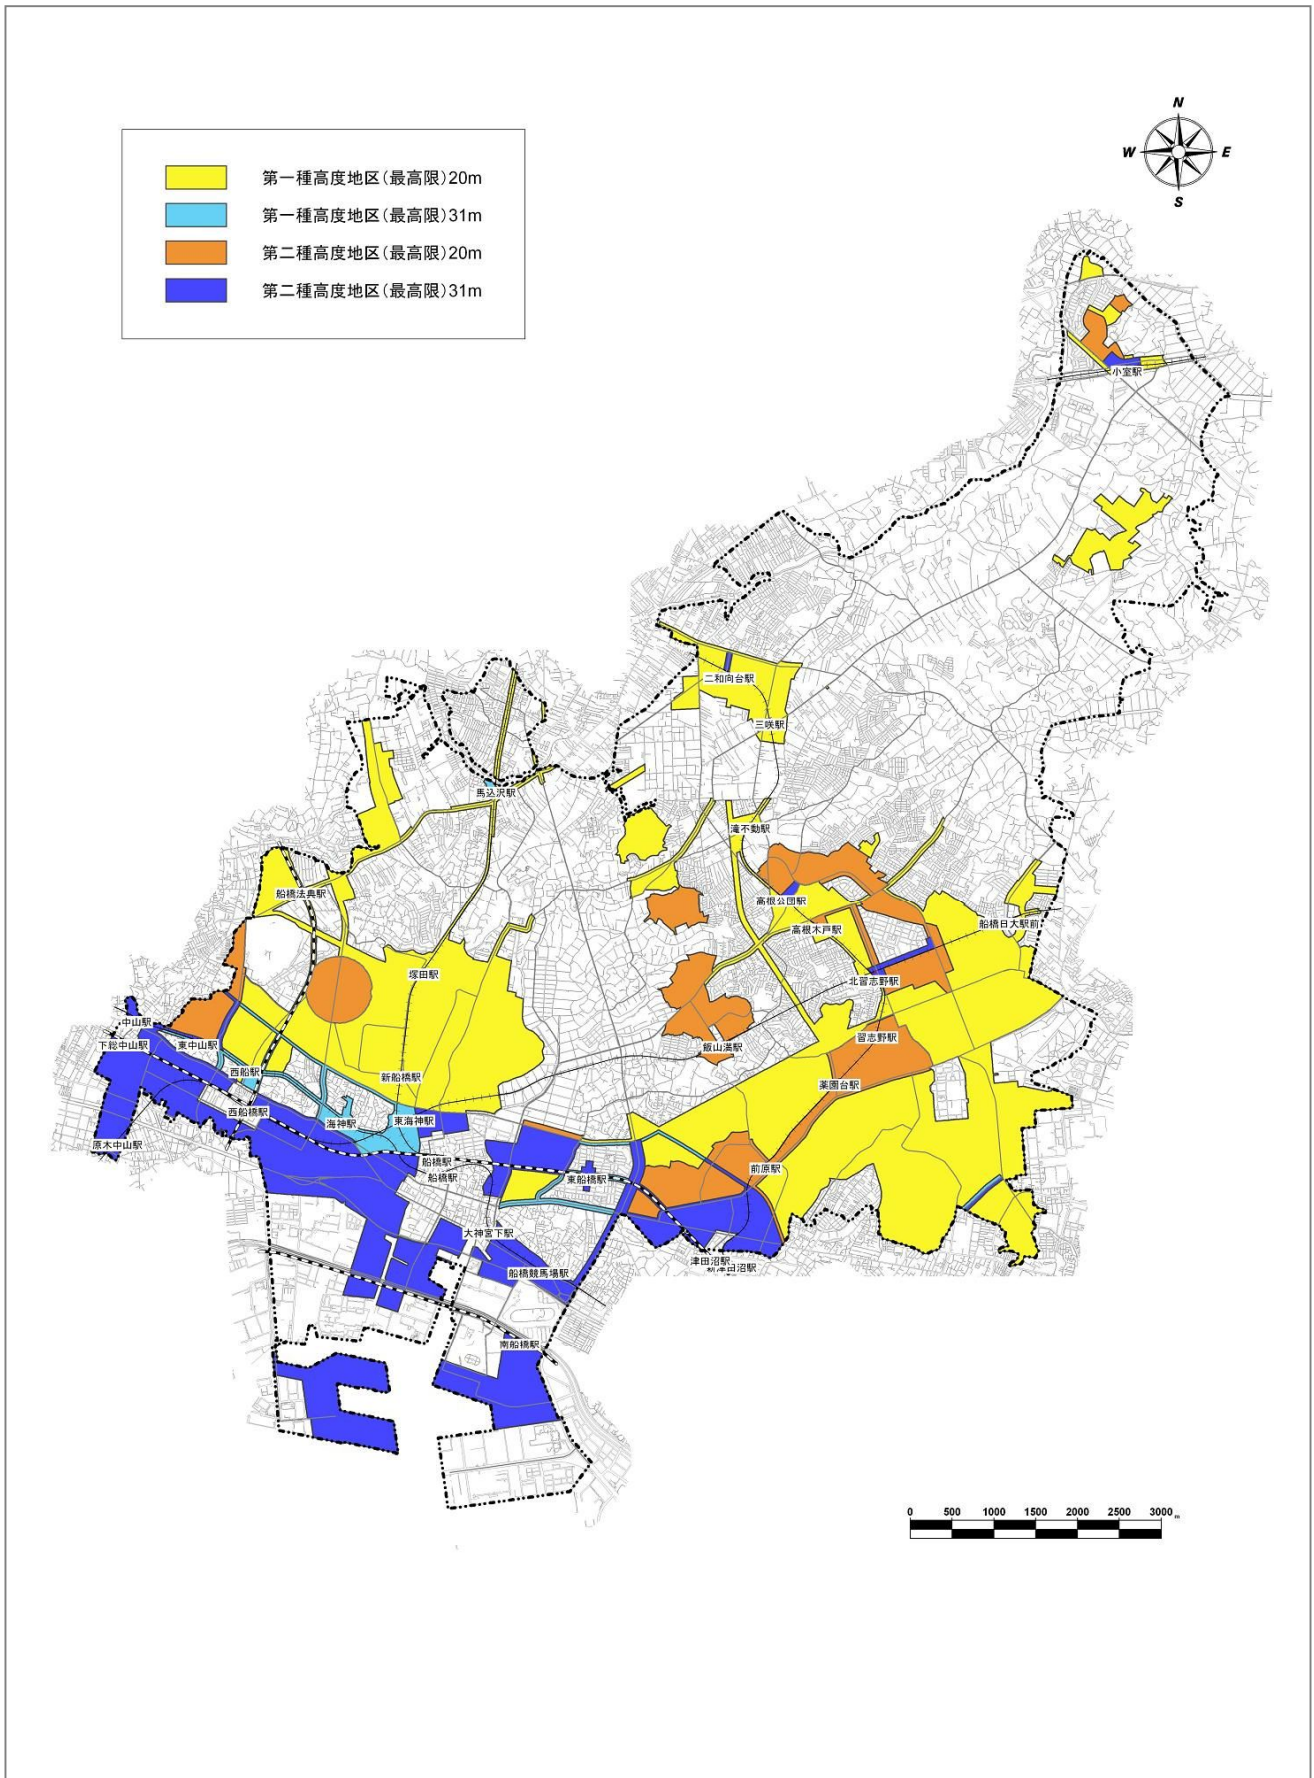 N
W
E
S
第一種高度地区(最高限)20m
第一種高度地区(最高限)31m
第二種高度地区(最高限)20m
第二種高度地区(最高限)31m
小室駅
二和向台駅
三咲駅
馬込沢駅
滝不動駅
船橋法典駅
高根公団駅
高根木戸駅
船橋日大駅前
塚田駅
北習志野駅
中山駅
下総中山駅
東中山駅
習志野駅
飯山満駅
西船駅
新船橋駅
薬園台駅
西船橋駅
海神駅
東海神駅
原木中山駅
船橋駅
船橋駅
東船橋駅
前原駅
大神宮下駅
津田沼駅
新津田沼駅
船橋競馬場駅
南船橋駅
0 500 1000 1500 2000 2500 3000 m